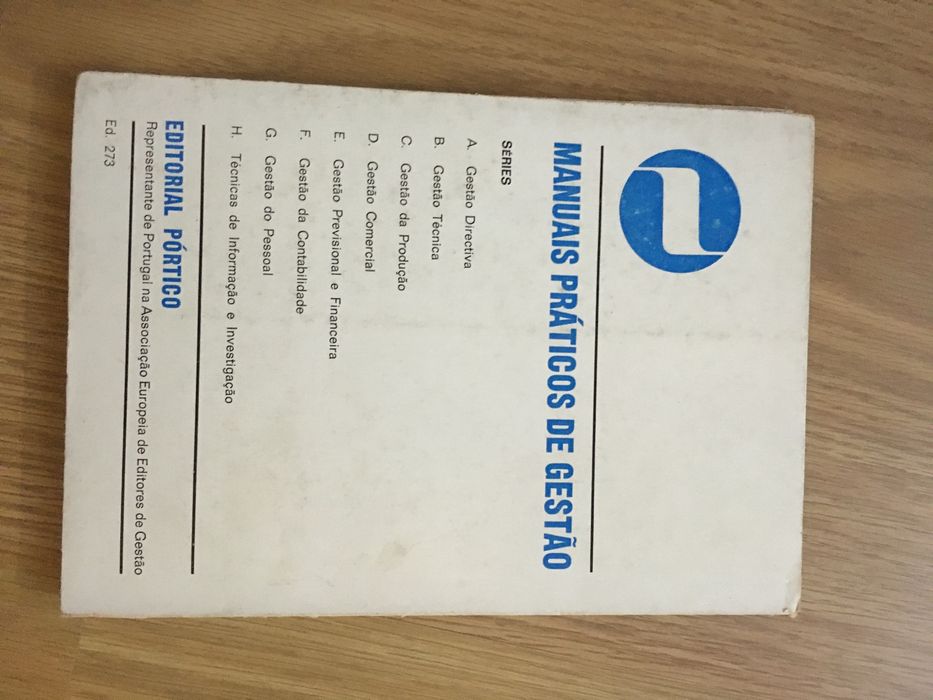 MANUAIS PRÁTICOS DE GESTÃO
SÉRIES
A. Gestão Directiva
B. Gestão Técnica
C. Gestão da Produção
D. Gestão Comercial
E. Gestão Previsional e Financeira
F. Gestão da Contabilidade
G. Gestão do Pessoal
H. Técnicas de Informação e Investigação
EDITORIAL PÓRTICO
Representante de Portugal na Associação Europeia de Editores de Gestão
Ed. 273